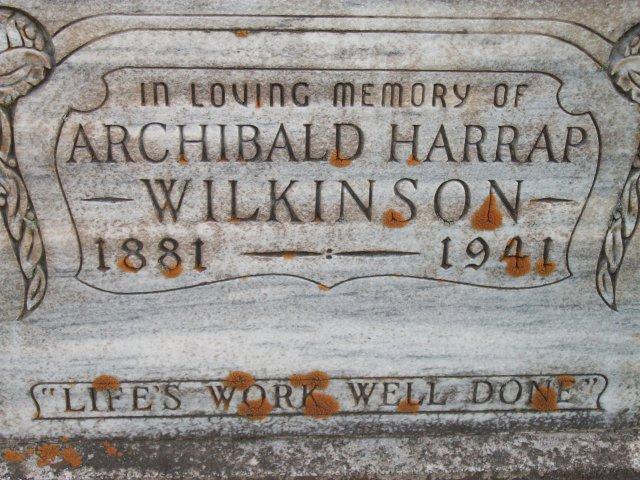 IN LOVING MEMORY OF
ARCHIBALD HARRAP
WILKINSON
1881 — 1941
"LIFE'S WORK WELL DONE"